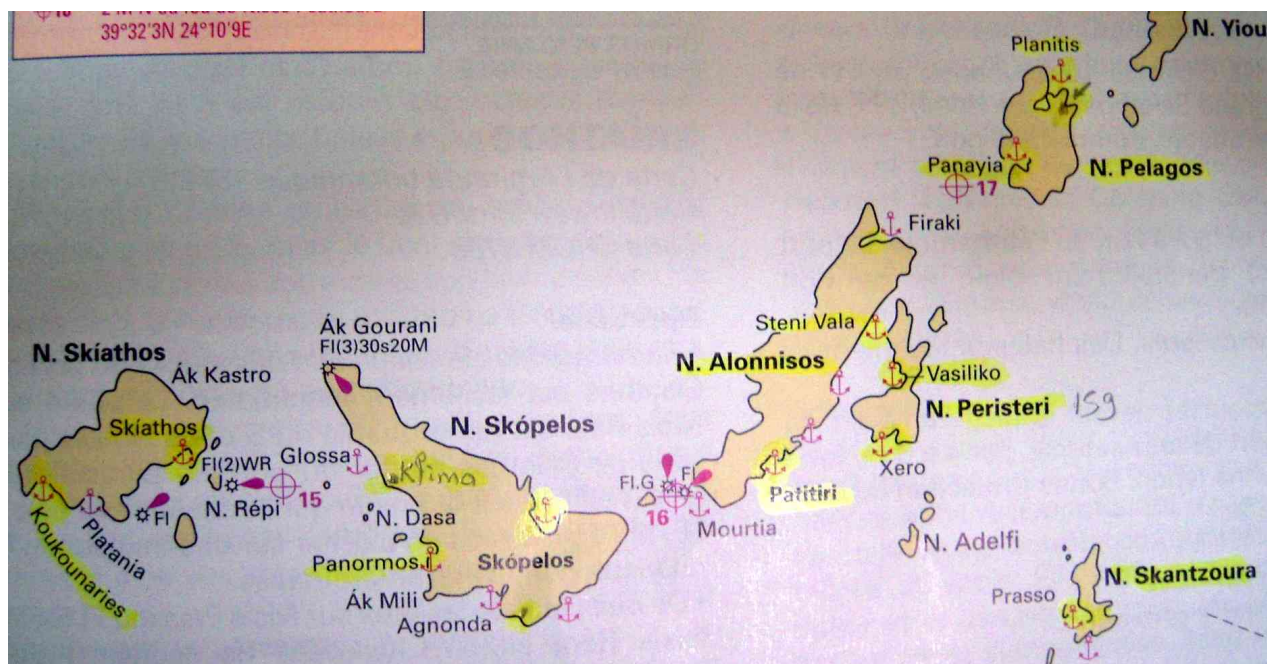 39°32'3N 24°10'9E
N. Yiou
Planitis
Panayia
N. Pelagos
17
Firaki
Steni Vala
N. Alonnisos
Vasiliko
N. Peristeri
159
Xero
Patitiri
Fl.G
Fl
16
Mourtia
N. Adelfi
N. Skantzoura
Prasso
Ák Gourani
Fl(3)30s20M
N. Skíathos
Ák Kastro
Skíathos
Fl(2)WR
Glossa
N. Skópelos
Kfima
15
N. Répi
Fl
Platania
Koukounaries
N. Dasa
Panormos
Skópelos
Ák Mili
Agnonda